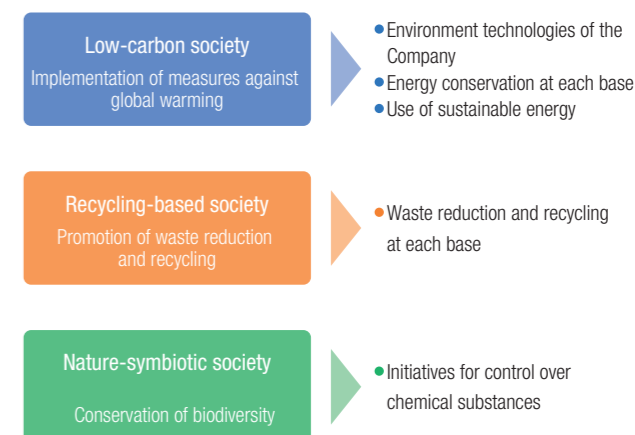 Low-carbon society
Implementation of measures against
global warming
● Environment technologies of the
Company
● Energy conservation at each base
● Use of sustainable energy
Recycling-based society
Promotion of waste reduction
and recycling
● Waste reduction and recycling
at each base
Nature-symbiotic society
Conservation of biodiversity
● Initiatives for control over
chemical substances